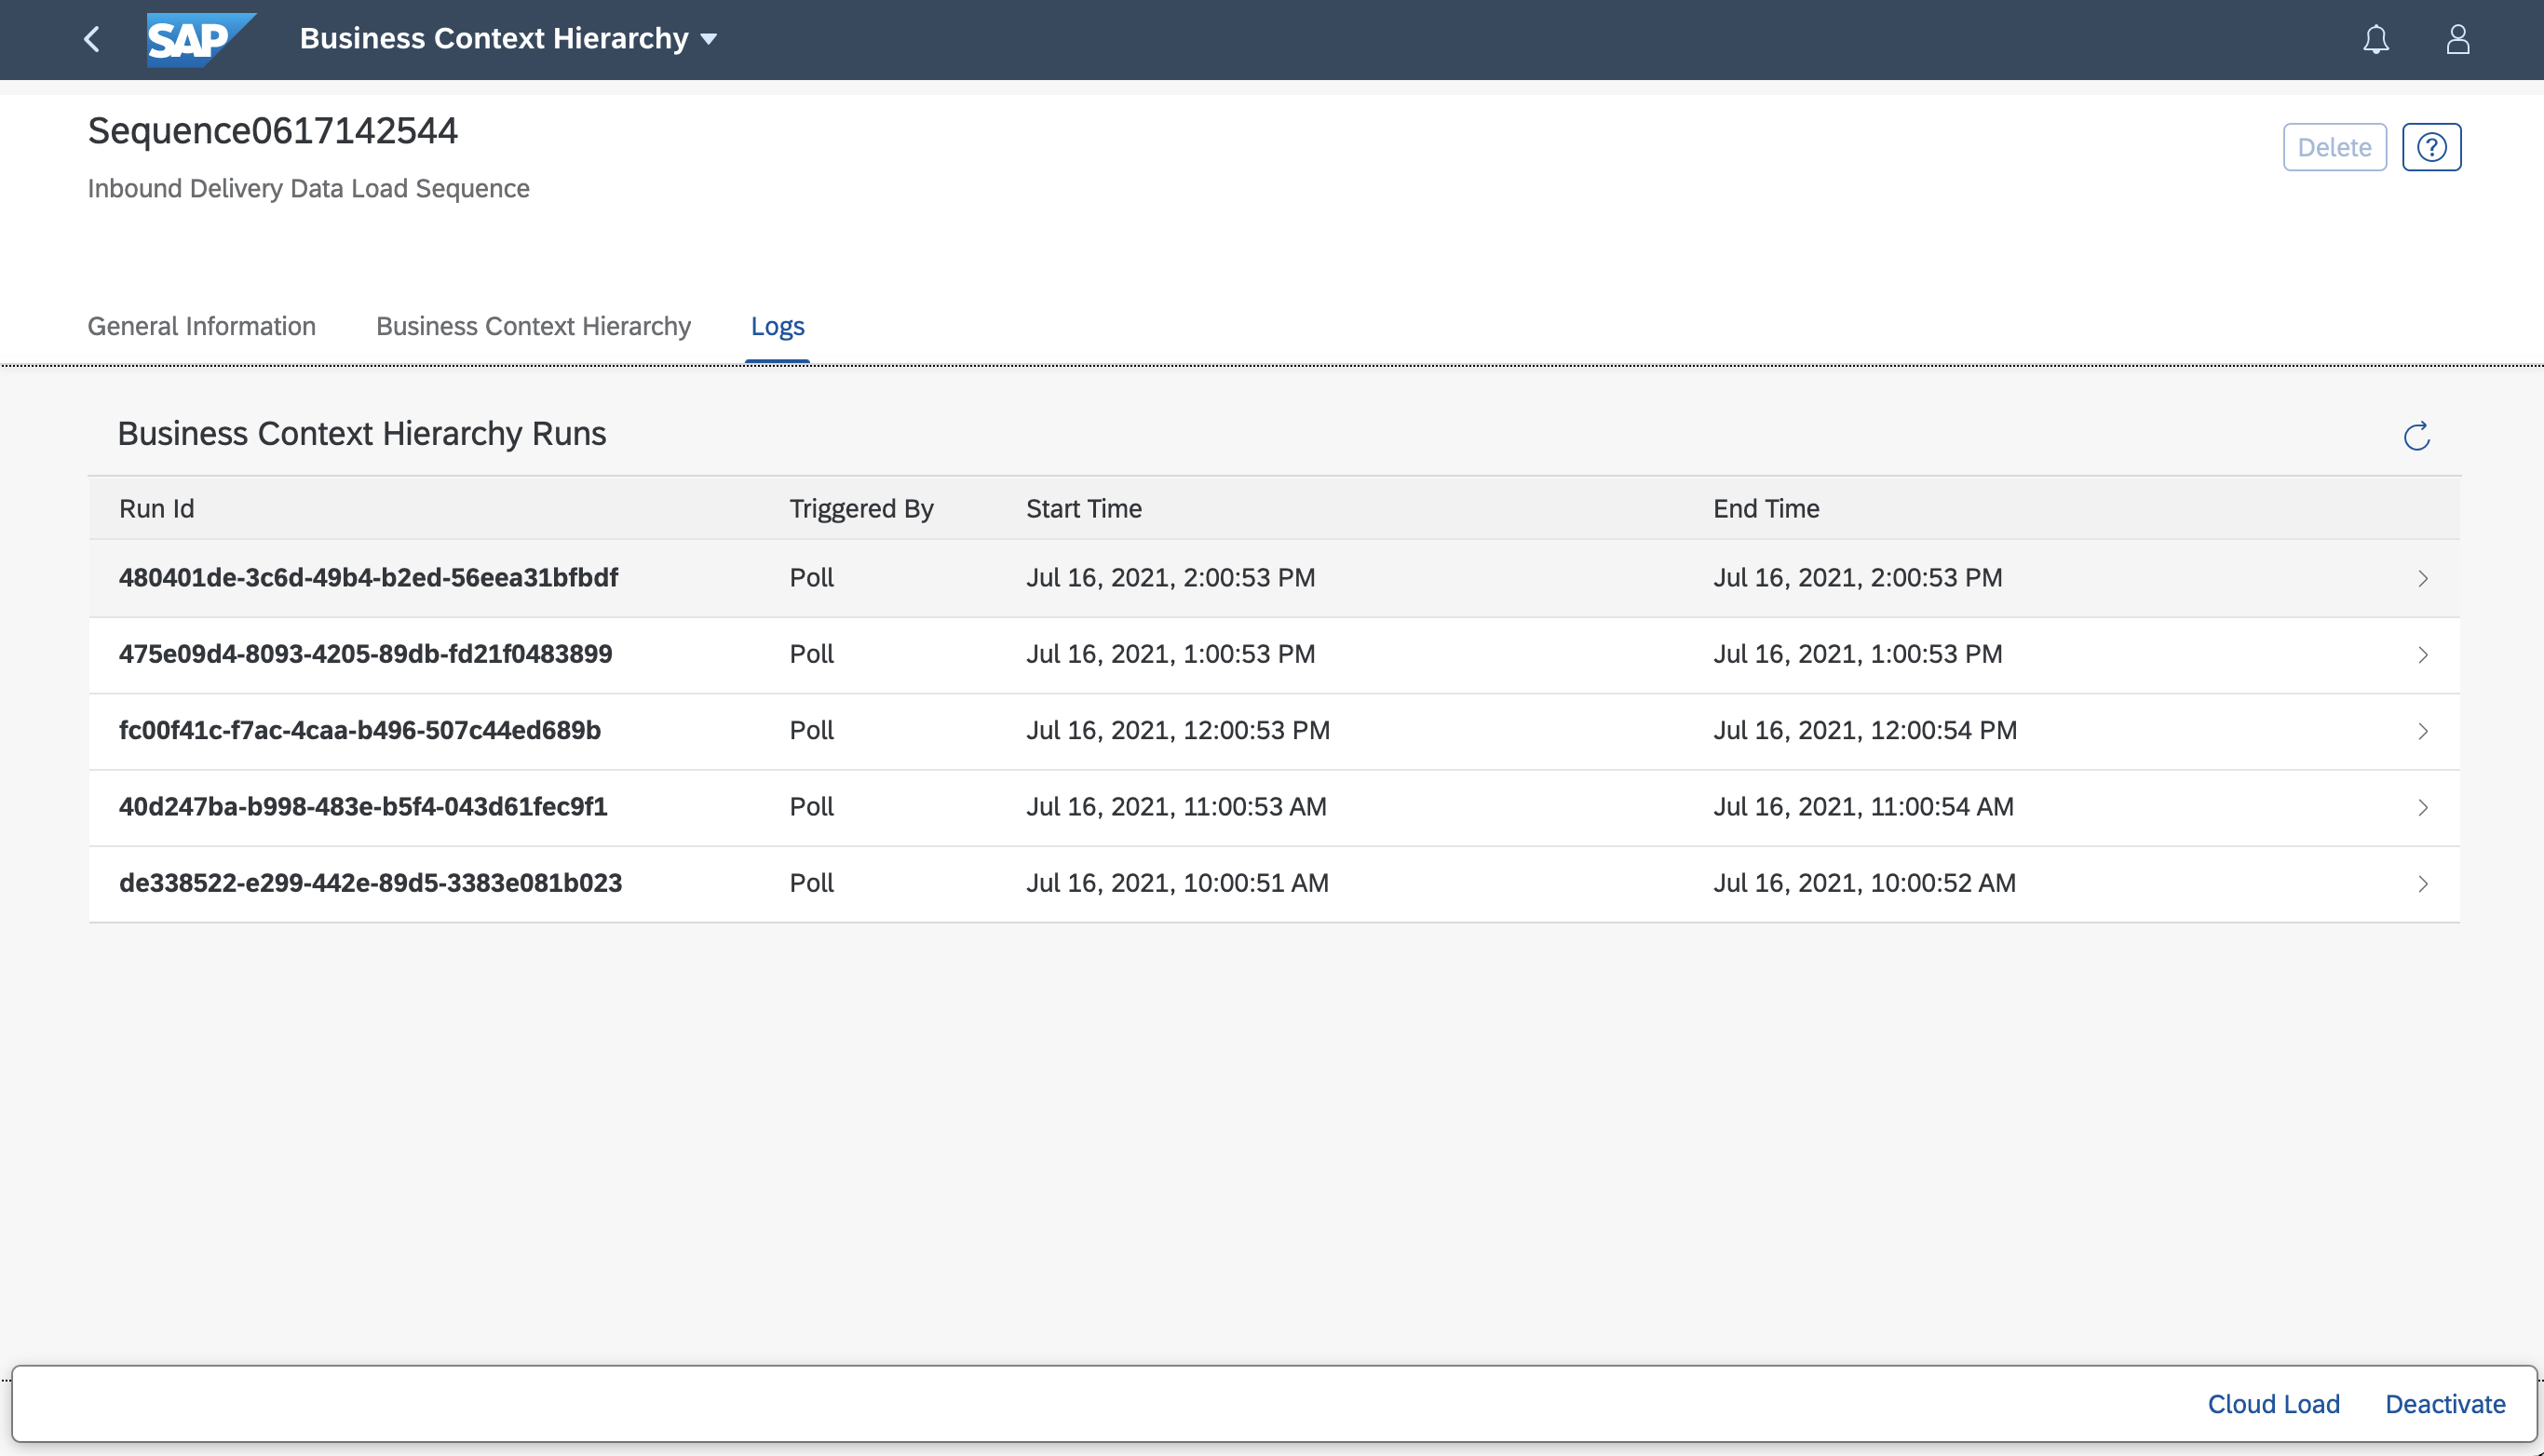 SAP Business Context Hierarchy
Sequence0617142544
Delete
Inbound Delivery Data Load Sequence
General Information Business Context Hierarchy Logs
Business Context Hierarchy Runs
Run Id Triggered By Start Time End Time
480401de-3c6d-49b4-b2ed-56eea31bfbdf Poll Jul 16, 2021, 2:00:53 PM Jul 16, 2021, 2:00:53 PM
475e09d4-8093-4205-89db-fd21f0483899 Poll Jul 16, 2021, 1:00:53 PM Jul 16, 2021, 1:00:53 PM
fc00f41c-f7ac-4caa-b496-507c44ed689b Poll Jul 16, 2021, 12:00:53 PM Jul 16, 2021, 12:00:54 PM
40d247ba-b998-483e-b5f4-043d61fec9f1 Poll Jul 16, 2021, 11:00:53 AM Jul 16, 2021, 11:00:54 AM
de338522-e299-442e-89d5-3383e081b023 Poll Jul 16, 2021, 10:00:51 AM Jul 16, 2021, 10:00:52 AM
Cloud Load Deactivate